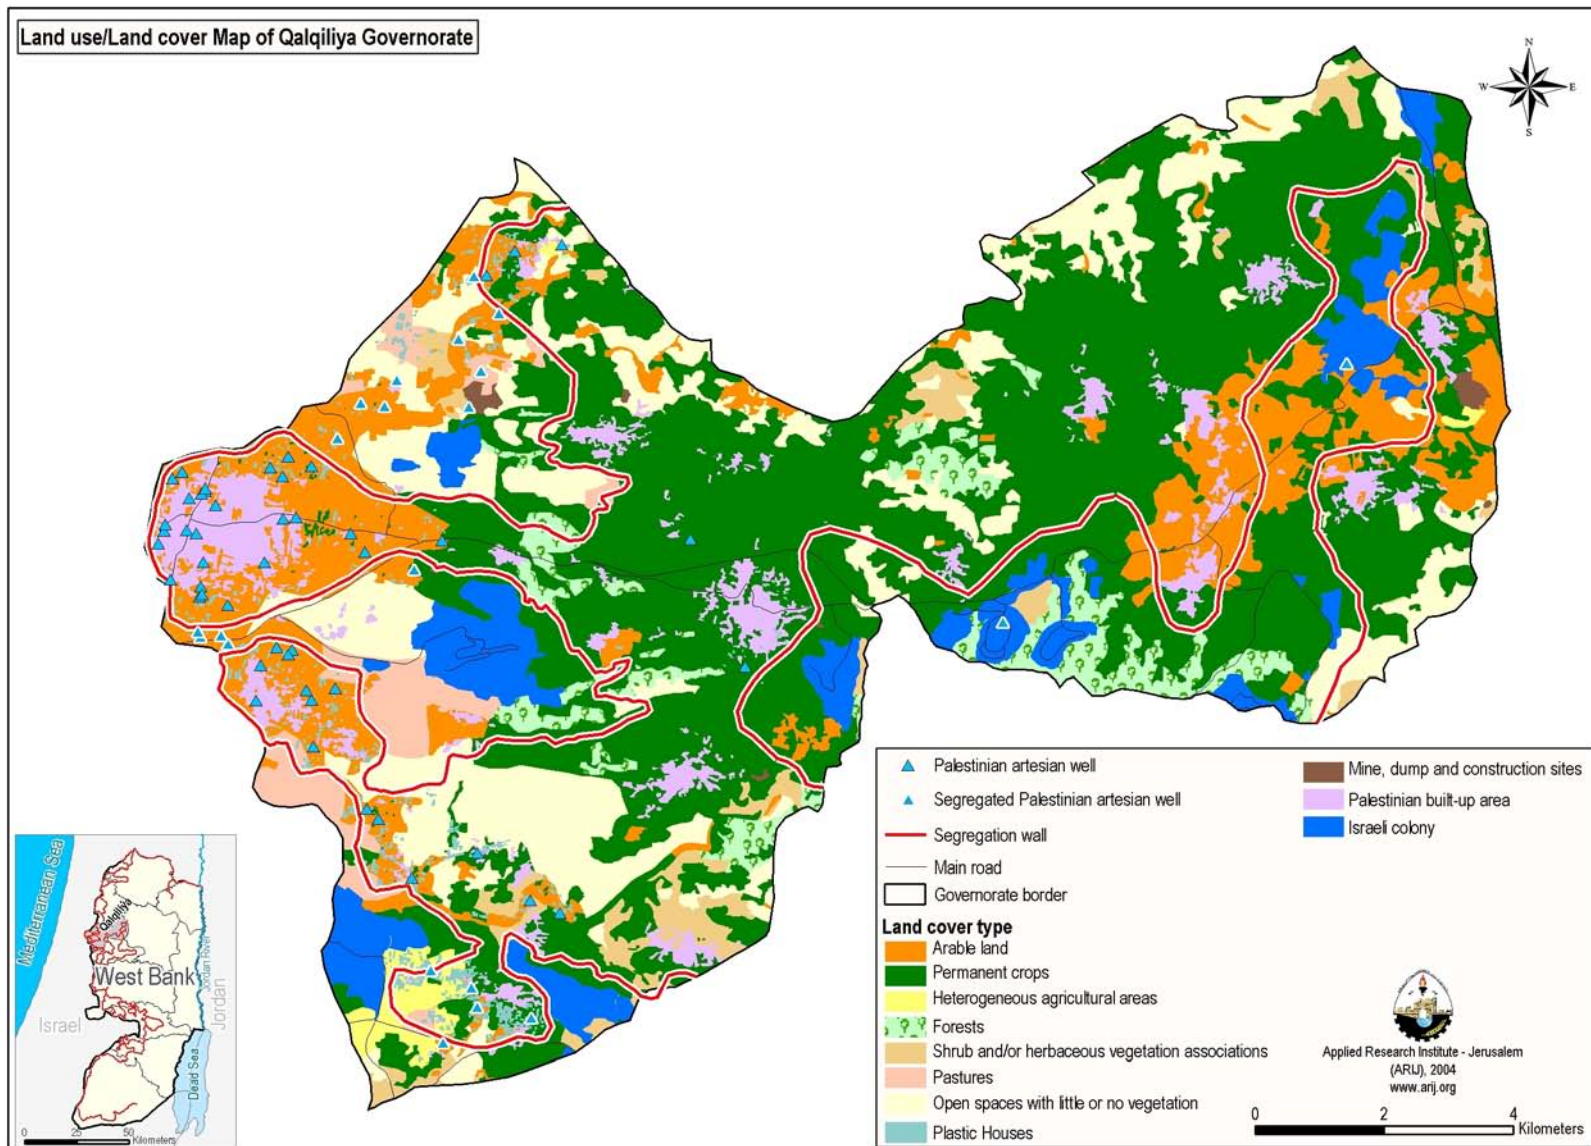 Land use/Land cover Map of Qalqiliya Governorate
N
W
E
S
Palestinian artesian well
Segregated Palestinian artesian well
Segregation wall
Main road
Governorate border
Mine, dump and construction sites
Palestinian built-up area
Israeli colony
Land cover type
Arable land
Permanent crops
Heterogeneous agricultural areas
Forests
Shrub and/or herbaceous vegetation associations
Pastures
Open spaces with little or no vegetation
Plastic Houses
Applied Research Institute - Jerusalem
(ARIJ), 2004
www.arij.org
0 2 4
Kilometers
Mediterranean Sea
Qalqiliya
West Bank
Jordan River
Israel
Jordan
Dead Sea
0 25 50
Kilometers